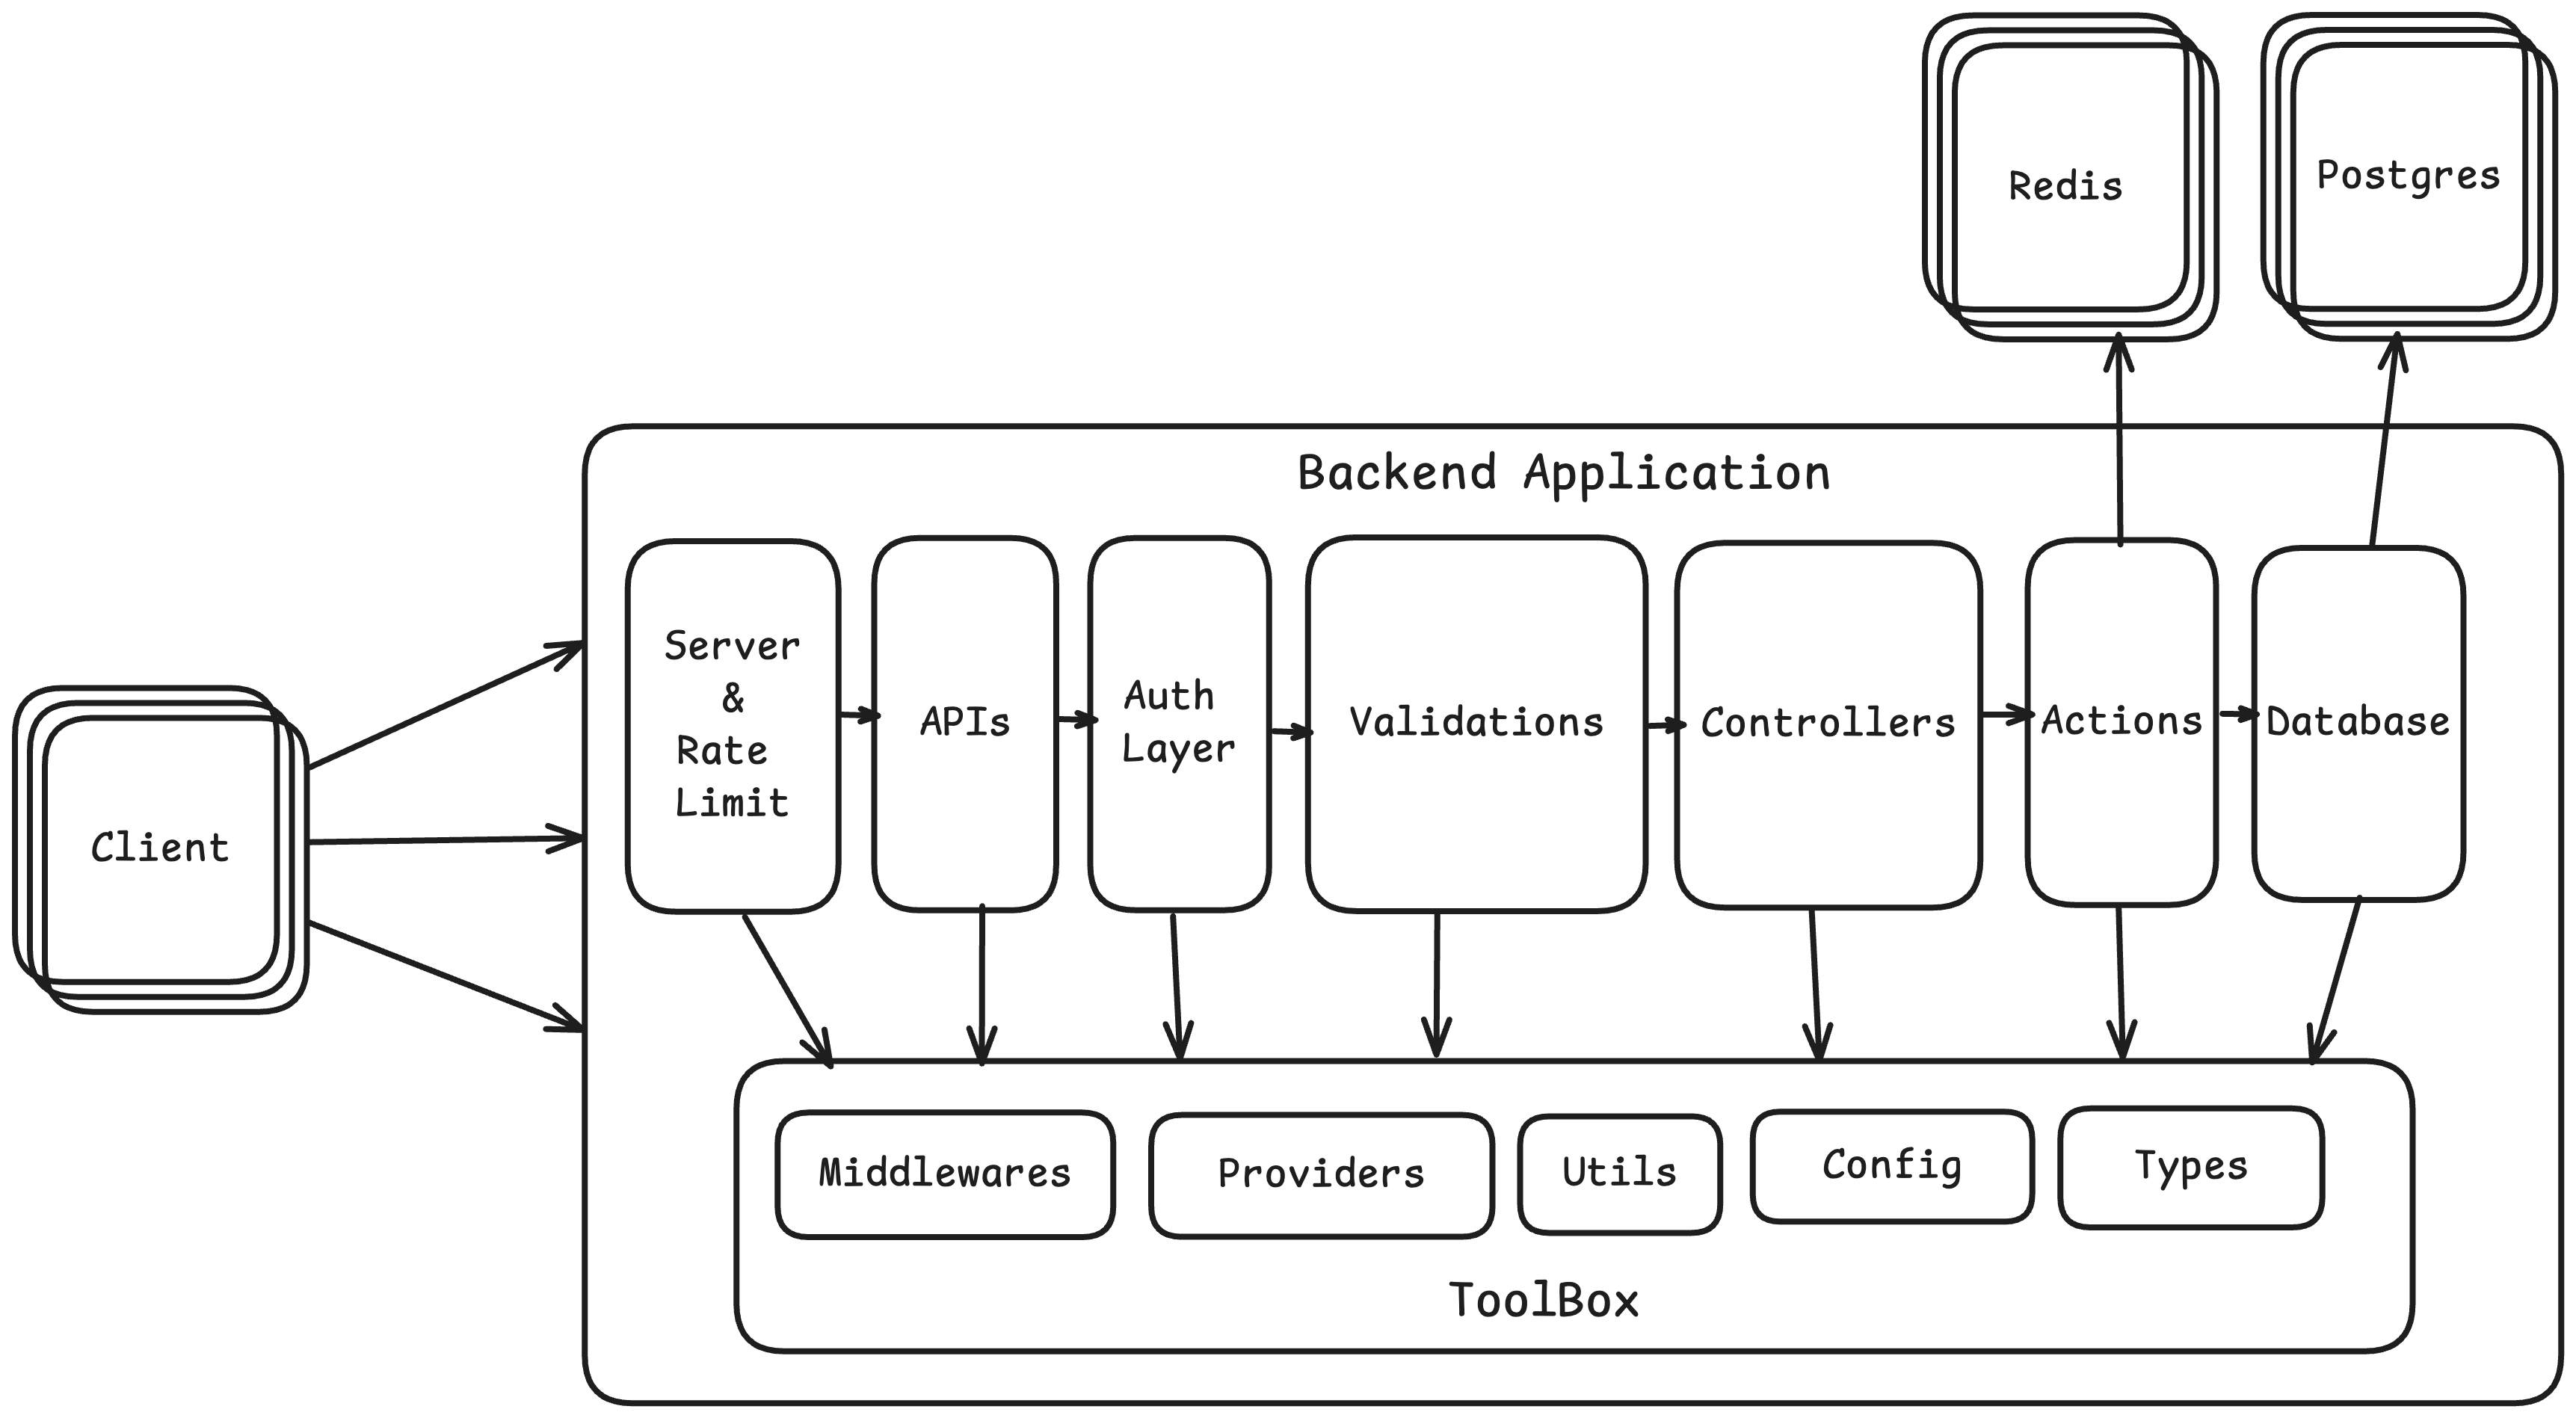 Redis
Postgres
Backend Application
Server
&
Rate
Limit
APIs
Auth
Layer
Validations
Controllers
Actions
Database
Client
Middlewares
Providers
Utils
Config
Types
ToolBox